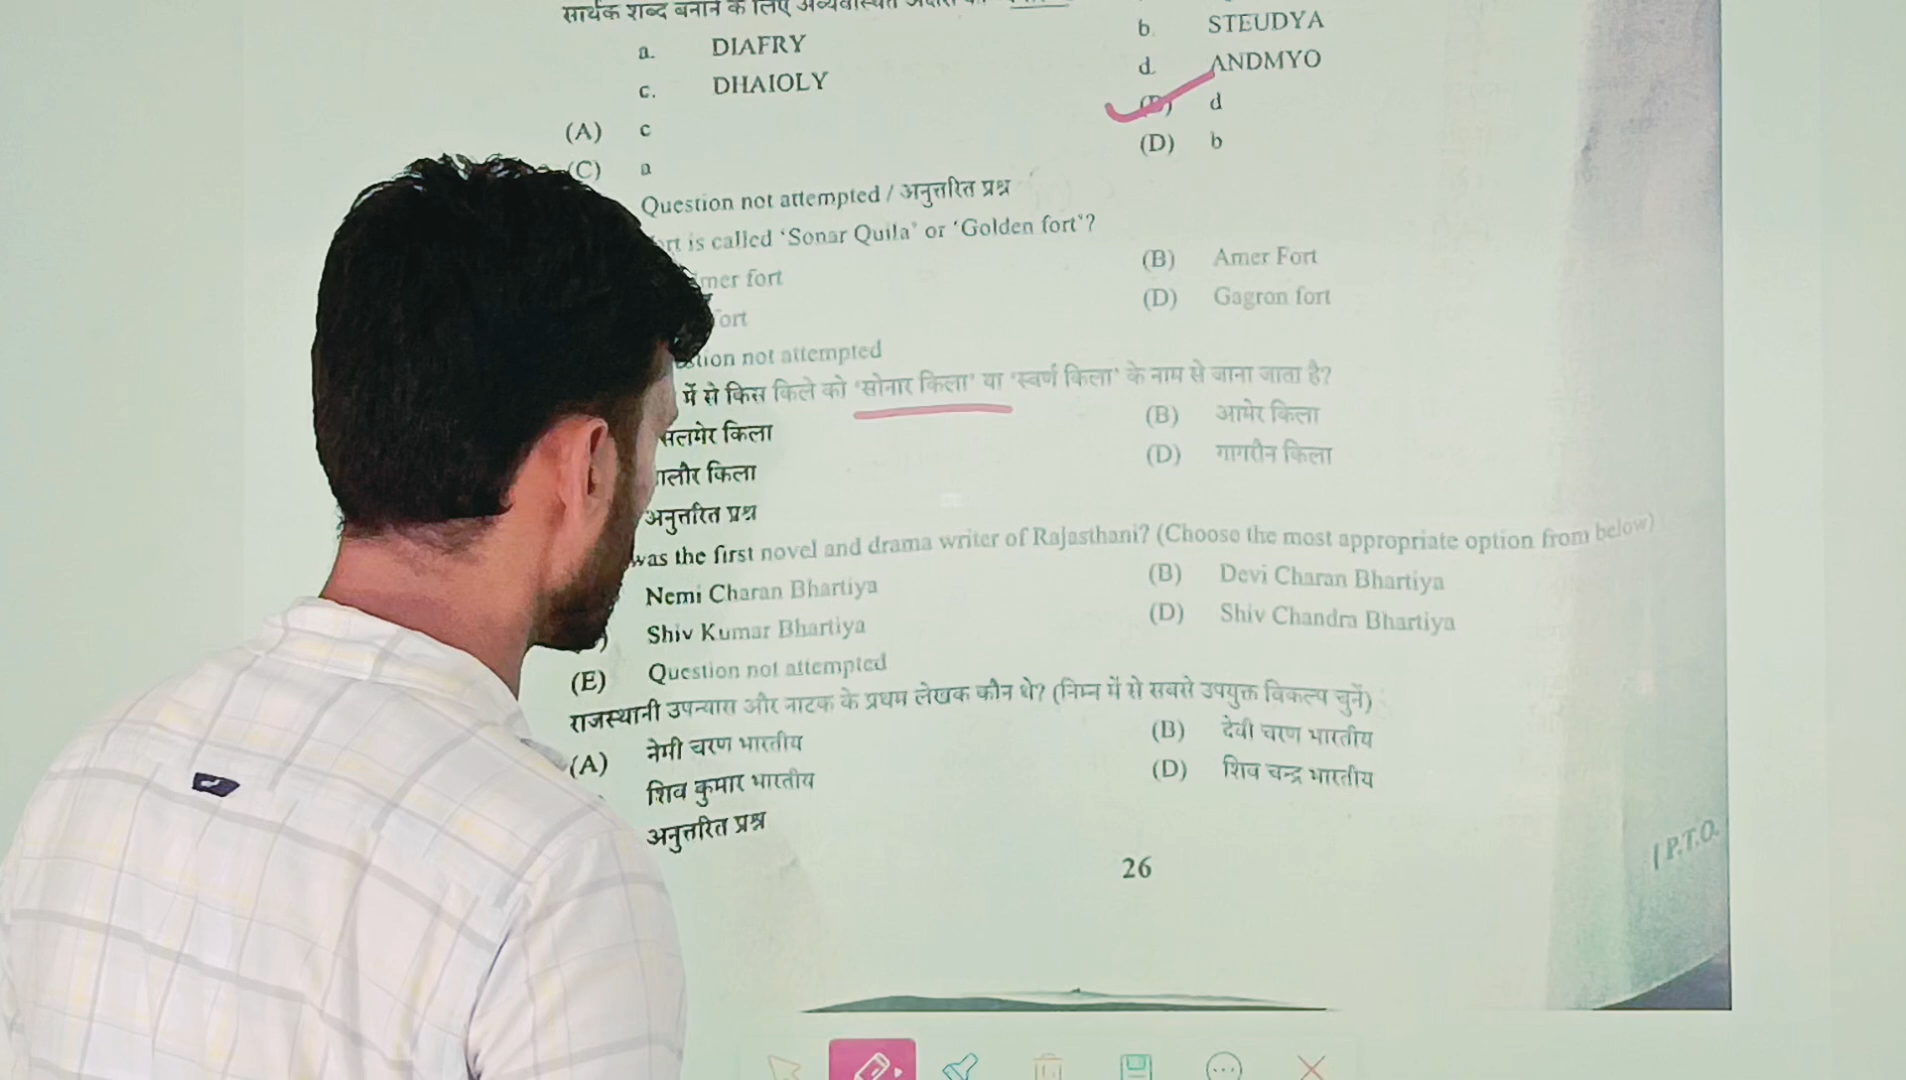 सार्थक शब्द बनाने के लिए अव्यवस्थित
a. DIAFRY b. STEUDYA
c. DHAIOLY d. ANDMYO
(A) c (B) d
(C) a (D) b
Question not attempted / अनुत्तरित प्रश्न
is called ‘Sonar Quila’ or ‘Golden fort’?
mer fort (B) Amer Fort
ort (D) Gagron fort
tion not attempted
में से किस किले को ‘सोनार किला’ या ‘स्वर्ण किला’ के नाम से जाना जाता है?
सलमेर किला (B) आमेर किला
ालौर किला (D) गागरौन किला
अनुत्तरित प्रश्न
was the first novel and drama writer of Rajasthani? (Choose the most appropriate option from below)
Nemi Charan Bhartiya (B) Devi Charan Bhartiya
) Shiv Kumar Bhartiya (D) Shiv Chandra Bhartiya
(E) Question not attempted
राजस्थानी उपन्यास और नाटक के प्रथम लेखक कौन थे? (निम्न में से सबसे उपयुक्त विकल्प चुनें)
(A) नेमी चरण भारतीय (B) देवी चरण भारतीय
शिव कुमार भारतीय (D) शिव चन्द्र भारतीय
अनुत्तरित प्रश्न
26
[ P.T.O.